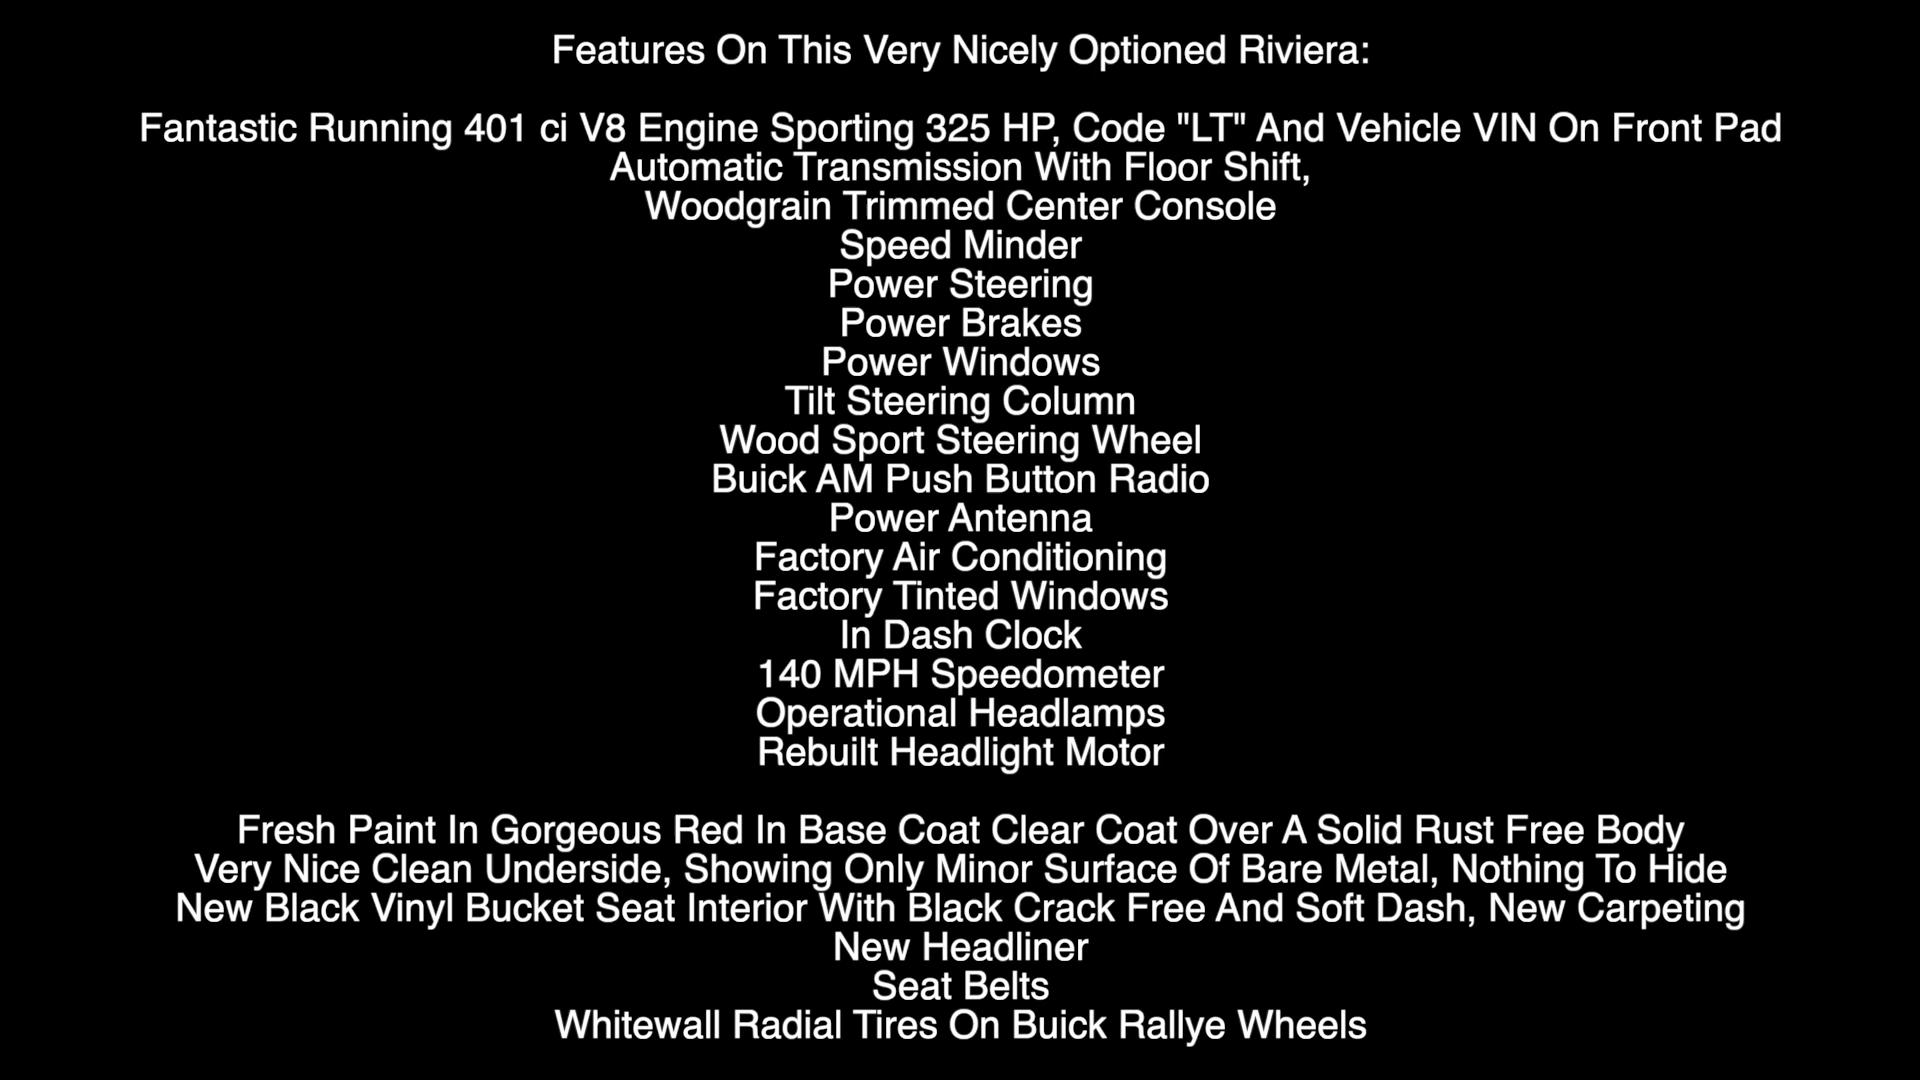 Features On This Very Nicely Optioned Riviera:
Fantastic Running 401 ci V8 Engine Sporting 325 HP, Code "LT" And Vehicle VIN On Front Pad
Automatic Transmission With Floor Shift,
Woodgrain Trimmed Center Console
Speed Minder
Power Steering
Power Brakes
Power Windows
Tilt Steering Column
Wood Sport Steering Wheel
Buick AM Push Button Radio
Power Antenna
Factory Air Conditioning
Factory Tinted Windows
In Dash Clock
140 MPH Speedometer
Operational Headlamps
Rebuilt Headlight Motor
Fresh Paint In Gorgeous Red In Base Coat Clear Coat Over A Solid Rust Free Body
Very Nice Clean Underside, Showing Only Minor Surface Of Bare Metal, Nothing To Hide
New Black Vinyl Bucket Seat Interior With Black Crack Free And Soft Dash, New Carpeting
New Headliner
Seat Belts
Whitewall Radial Tires On Buick Rallye Wheels